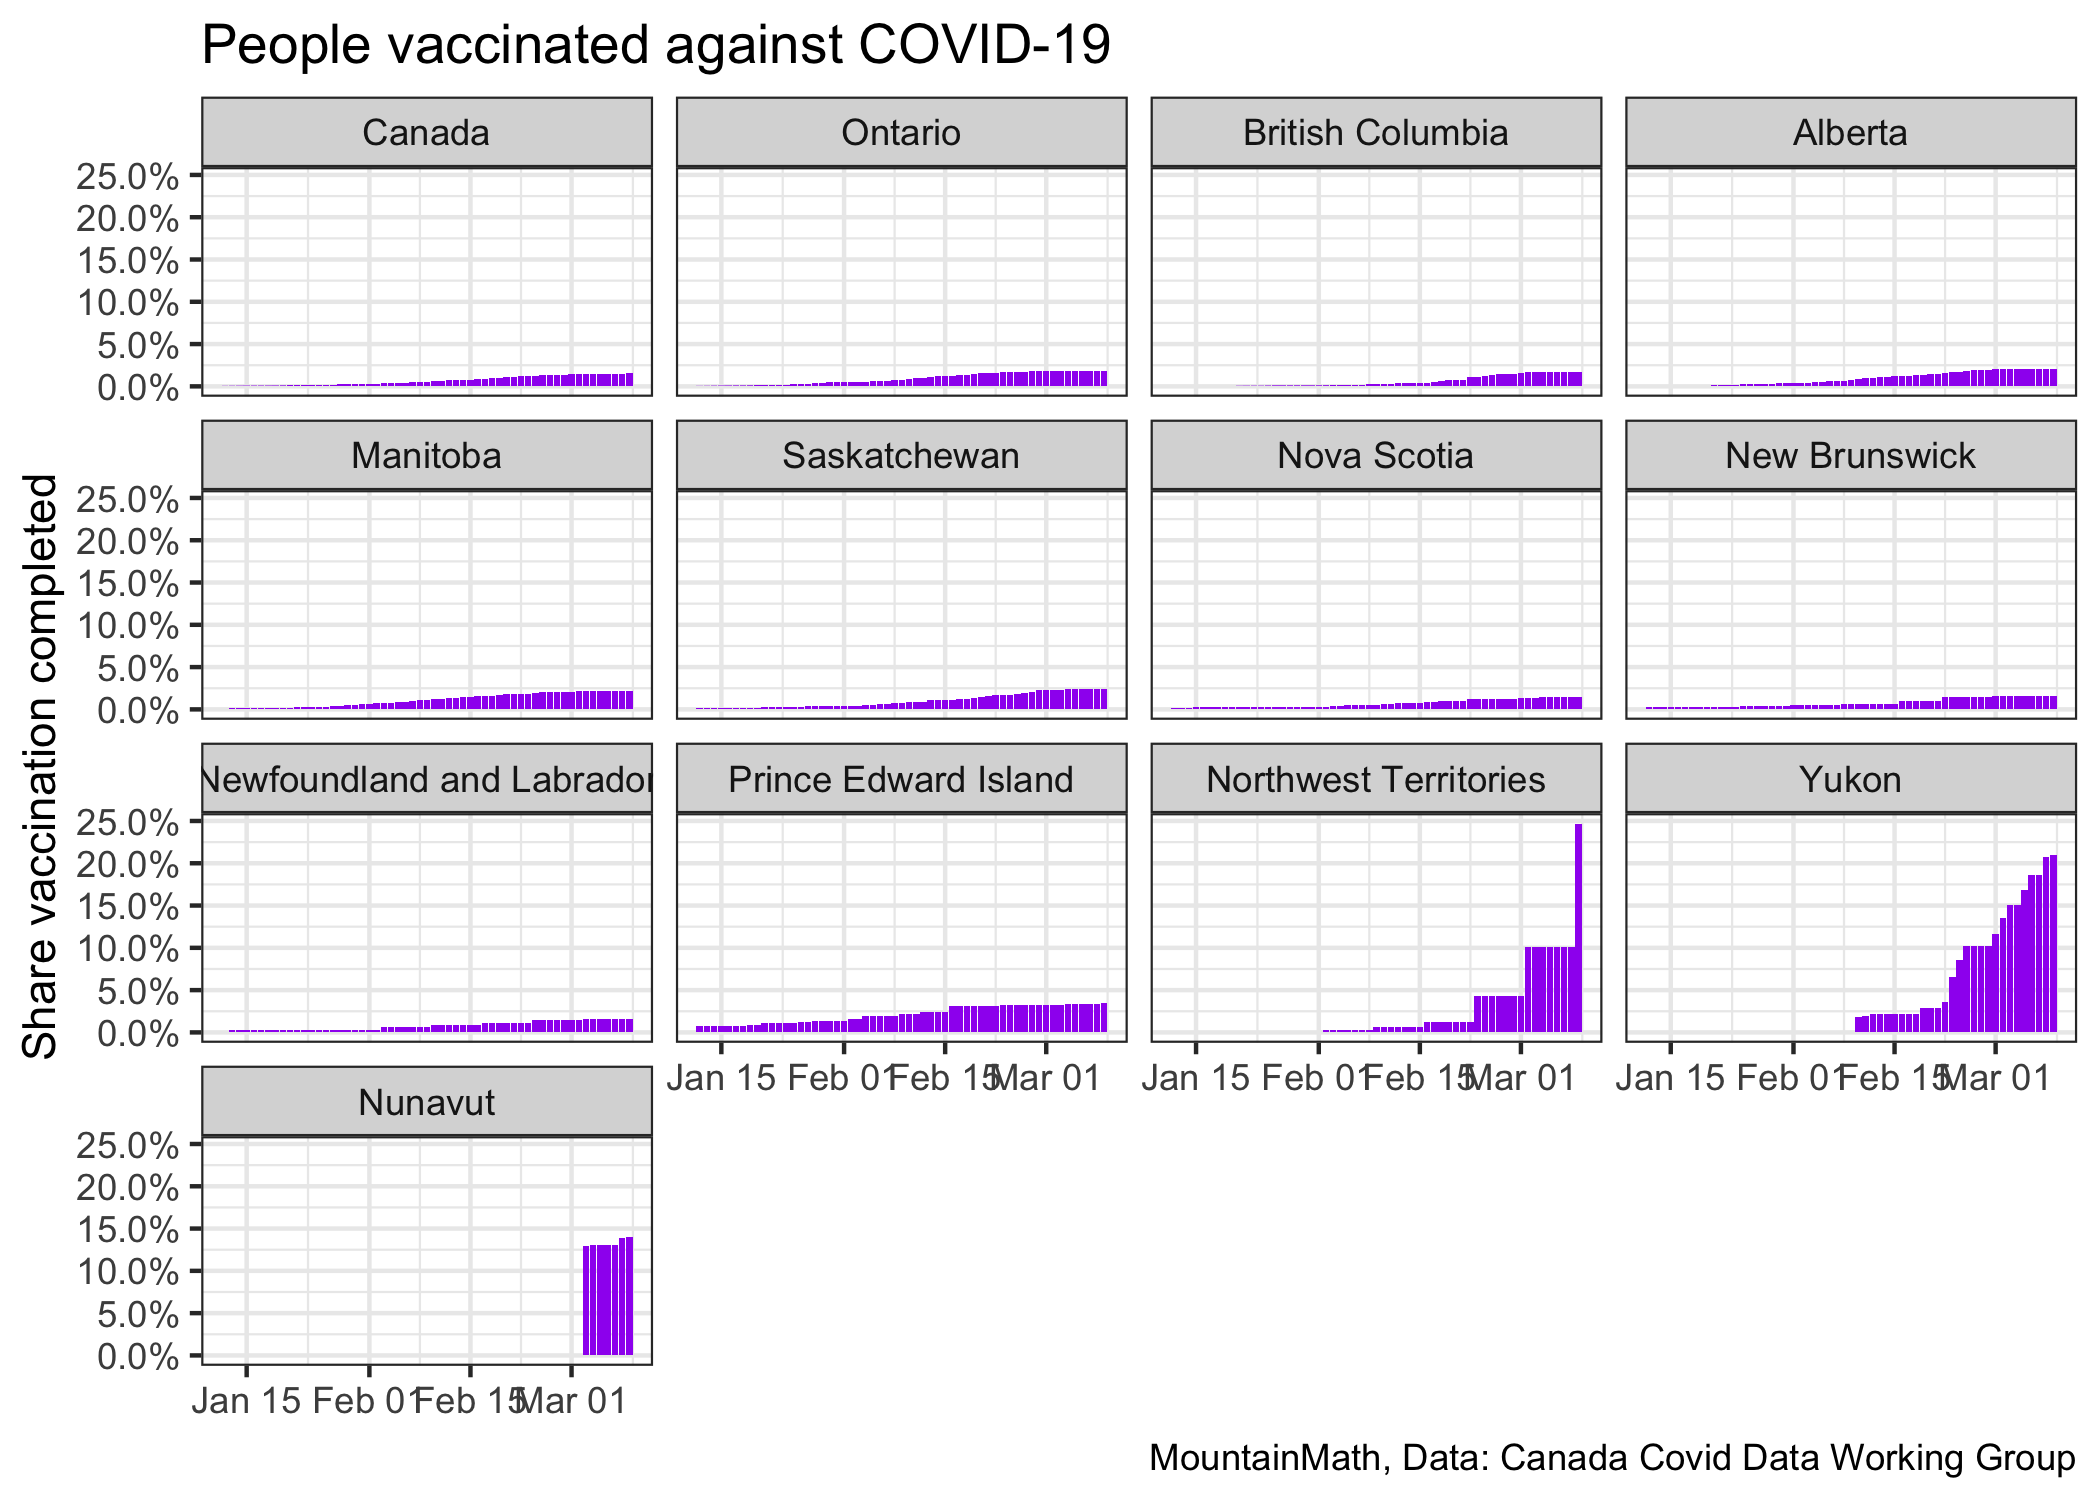 People vaccinated against COVID-19
Share vaccination completed
Canada
Ontario
British Columbia
Alberta
25.0%
20.0%
15.0%
10.0%
5.0%
0.0%
Manitoba
Saskatchewan
Nova Scotia
New Brunswick
25.0%
20.0%
15.0%
10.0%
5.0%
0.0%
Newfoundland and Labrador
Prince Edward Island
Northwest Territories
Yukon
25.0%
20.0%
15.0%
10.0%
5.0%
0.0%
Jan 15 Feb 01 Feb 15 Mar 01
Jan 15 Feb 01 Feb 15 Mar 01
Jan 15 Feb 01 Feb 15 Mar 01
Nunavut
25.0%
20.0%
15.0%
10.0%
5.0%
0.0%
Jan 15 Feb 01 Feb 15 Mar 01
MountainMath, Data: Canada Covid Data Working Group